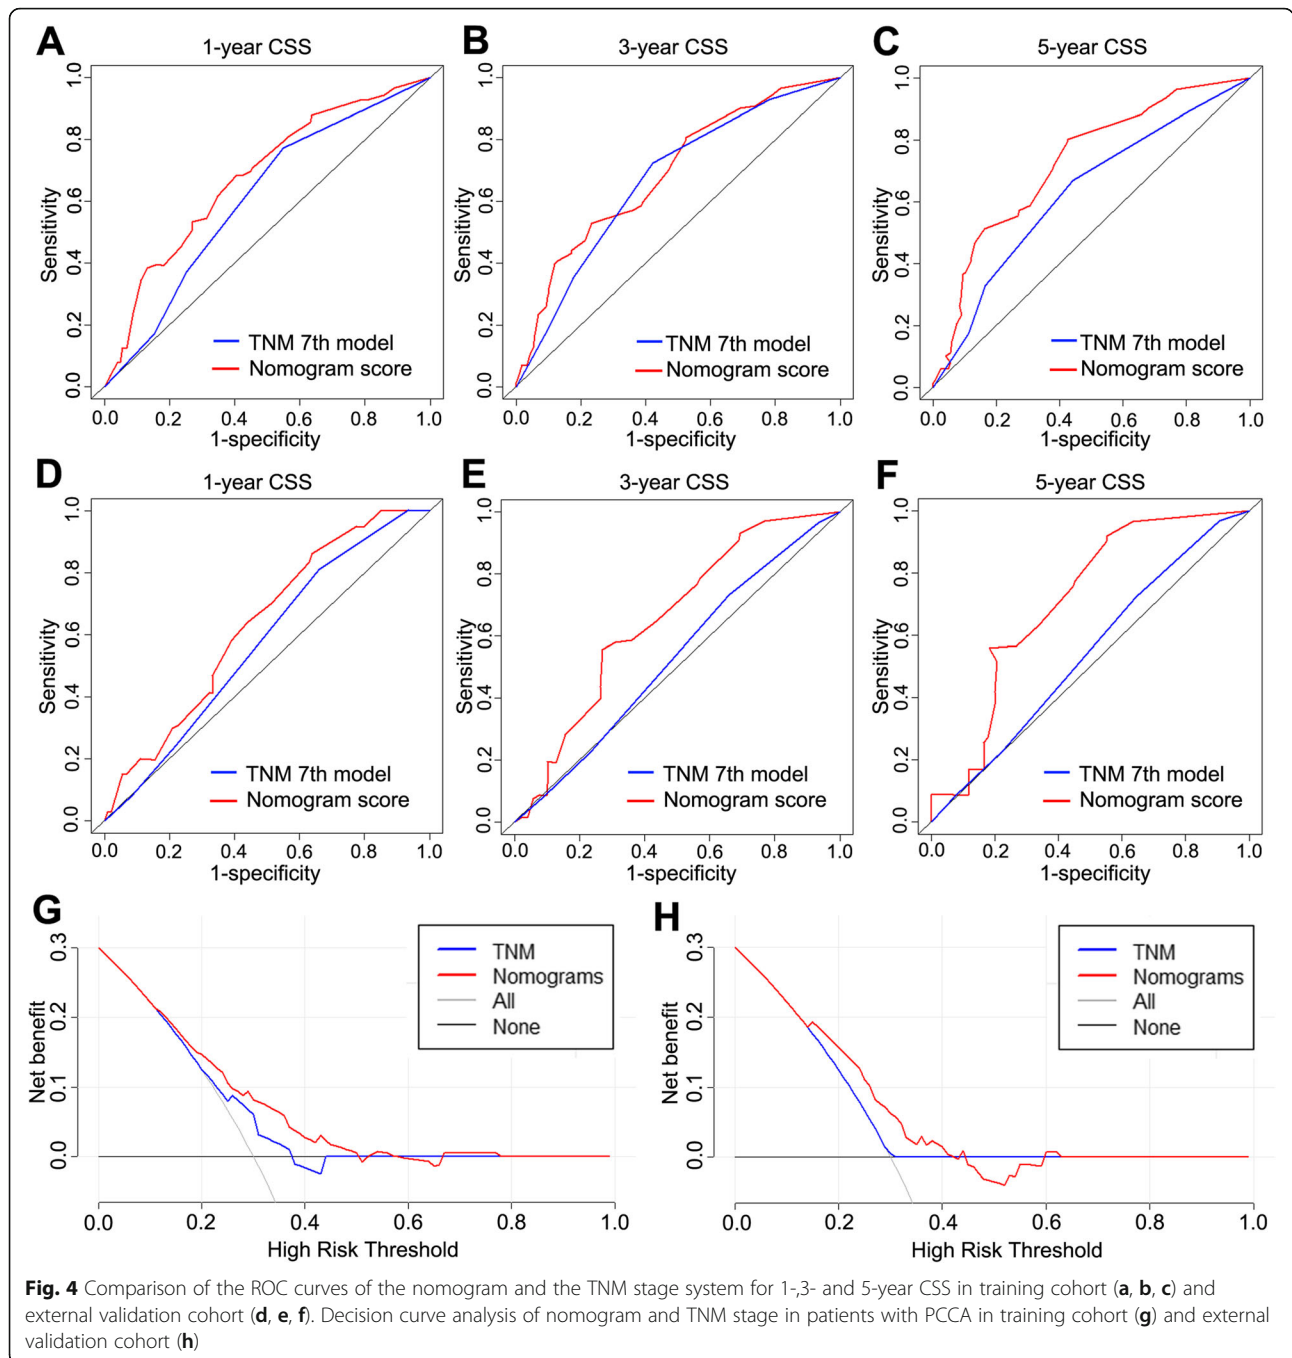 A
1-year CSS
Sensitivity
0.0 0.2 0.4 0.6 0.8 1.0
TNM 7th model
Nomogram score
0.0 0.2 0.4 0.6 0.8 1.0
1-specificity
B
3-year CSS
Sensitivity
0.0 0.2 0.4 0.6 0.8 1.0
TNM 7th model
Nomogram score
0.0 0.2 0.4 0.6 0.8 1.0
1-specificity
C
5-year CSS
Sensitivity
0.0 0.2 0.4 0.6 0.8 1.0
TNM 7th model
Nomogram score
0.0 0.2 0.4 0.6 0.8 1.0
1-specificity
D
1-year CSS
Sensitivity
0.0 0.2 0.4 0.6 0.8 1.0
TNM 7th model
Nomogram score
0.0 0.2 0.4 0.6 0.8 1.0
1-specificity
E
3-year CSS
Sensitivity
0.0 0.2 0.4 0.6 0.8 1.0
TNM 7th model
Nomogram score
0.0 0.2 0.4 0.6 0.8 1.0
1-specificity
F
5-year CSS
Sensitivity
0.0 0.2 0.4 0.6 0.8 1.0
TNM 7th model
Nomogram score
0.0 0.2 0.4 0.6 0.8 1.0
1-specificity
G
Net benefit
0.0 0.1 0.2 0.3
TNM
Nomograms
All
None
0.0 0.2 0.4 0.6 0.8 1.0
High Risk Threshold
H
Net benefit
0.0 0.1 0.2 0.3
TNM
Nomograms
All
None
0.0 0.2 0.4 0.6 0.8 1.0
High Risk Threshold
Fig. 4 Comparison of the ROC curves of the nomogram and the TNM stage system for 1-,3- and 5-year CSS in training cohort (a, b, c) and
external validation cohort (d, e, f). Decision curve analysis of nomogram and TNM stage in patients with PCCA in training cohort (g) and external
validation cohort (h)